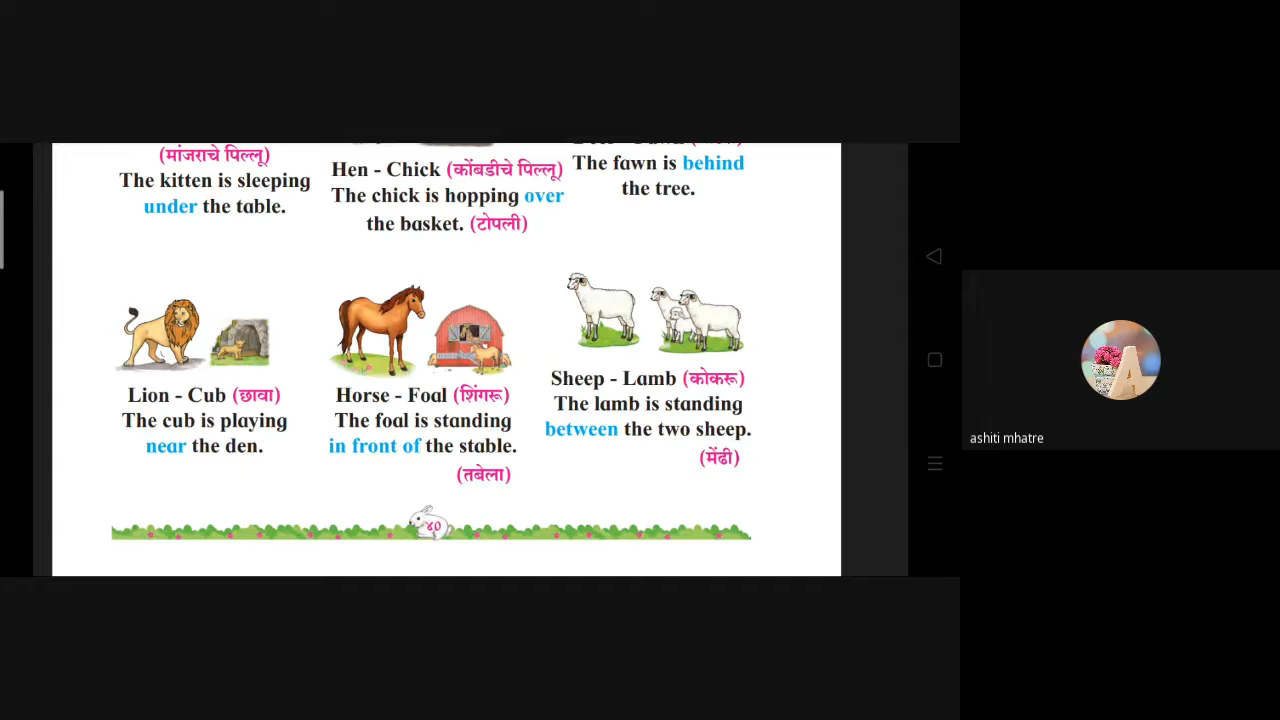 (मांजराचे पिल्लू)
The kitten is sleeping
under the table.
Hen - Chick (कोंबडीचे पिल्लू)
The chick is hopping over
the basket. (टोपली)
The fawn is behind
the tree.
Lion - Cub (छावा)
The cub is playing
near the den.
Horse - Foal (शिंगरू)
The foal is standing
in front of the stable.
(तबेला)
Sheep - Lamb (कोकरू)
The lamb is standing
between the two sheep.
(मेंढी)
४०
A
ashiti mhatre